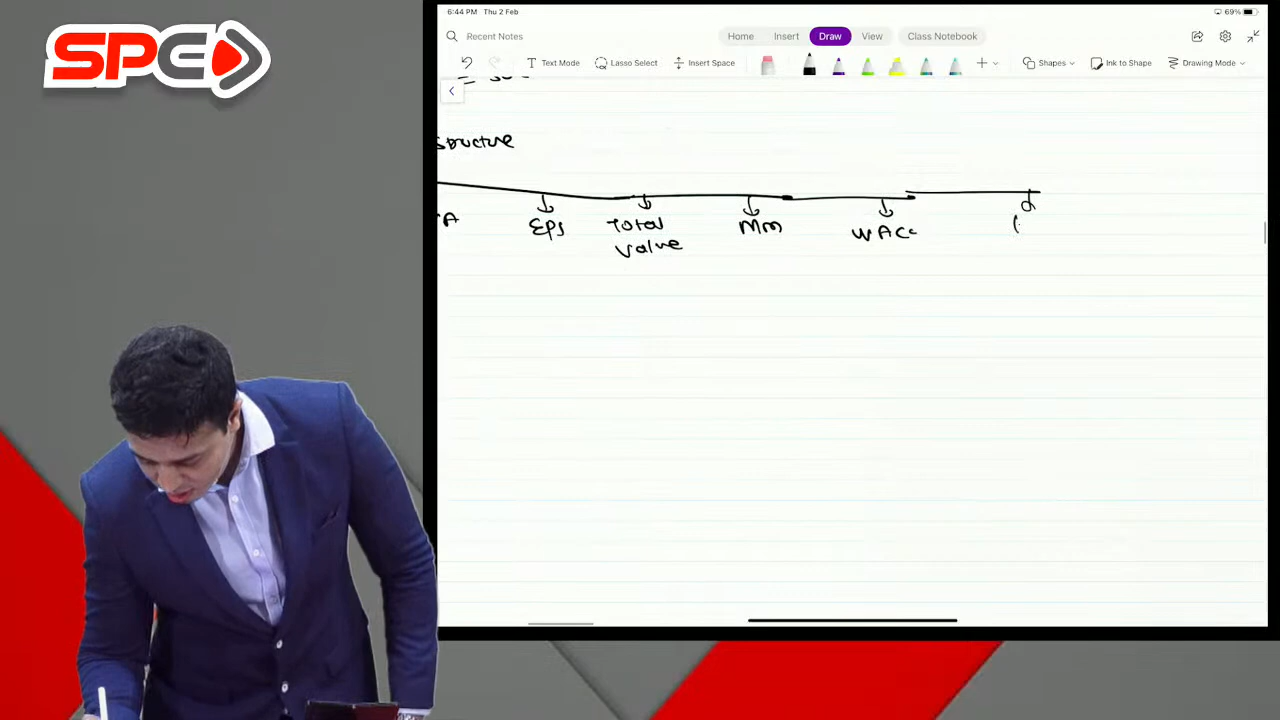 SPED
6:44 PM Thu 2 Feb
69%
Recent Notes
Home Insert Draw View Class Notebook
Text Mode Lasso Select Insert Space Ink to Shape Shapes Drawing Mode
structure
EPS Total Value MM WACC